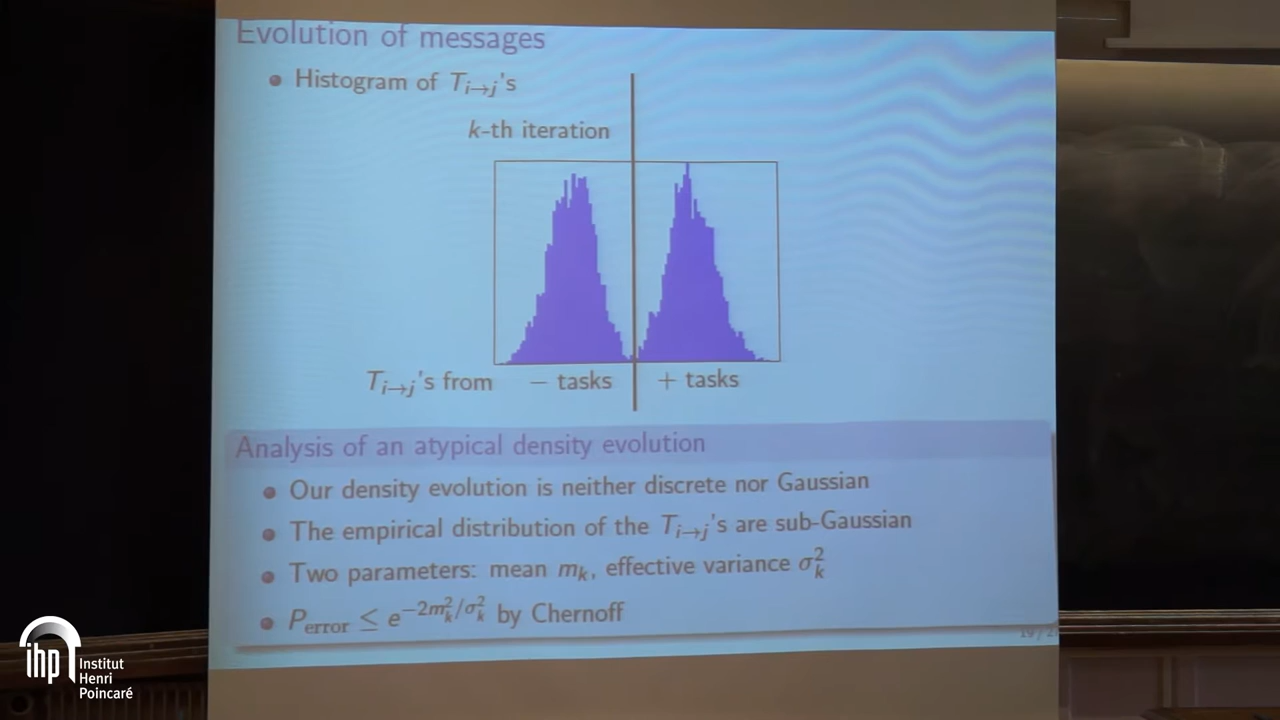 Evolution of messages
• Histogram of T_{i→j}'s
k-th iteration
T_{i→j}'s from − tasks + tasks
Analysis of an atypical density evolution
• Our density evolution is neither discrete nor Gaussian
• The empirical distribution of the T_{i→j}'s are sub-Gaussian
• Two parameters: mean m_k, effective variance σ_k^2
• P_error ≤ e^{−2m_k^2/σ_k^2} by Chernoff
ihp
Institut
Henri
Poincaré